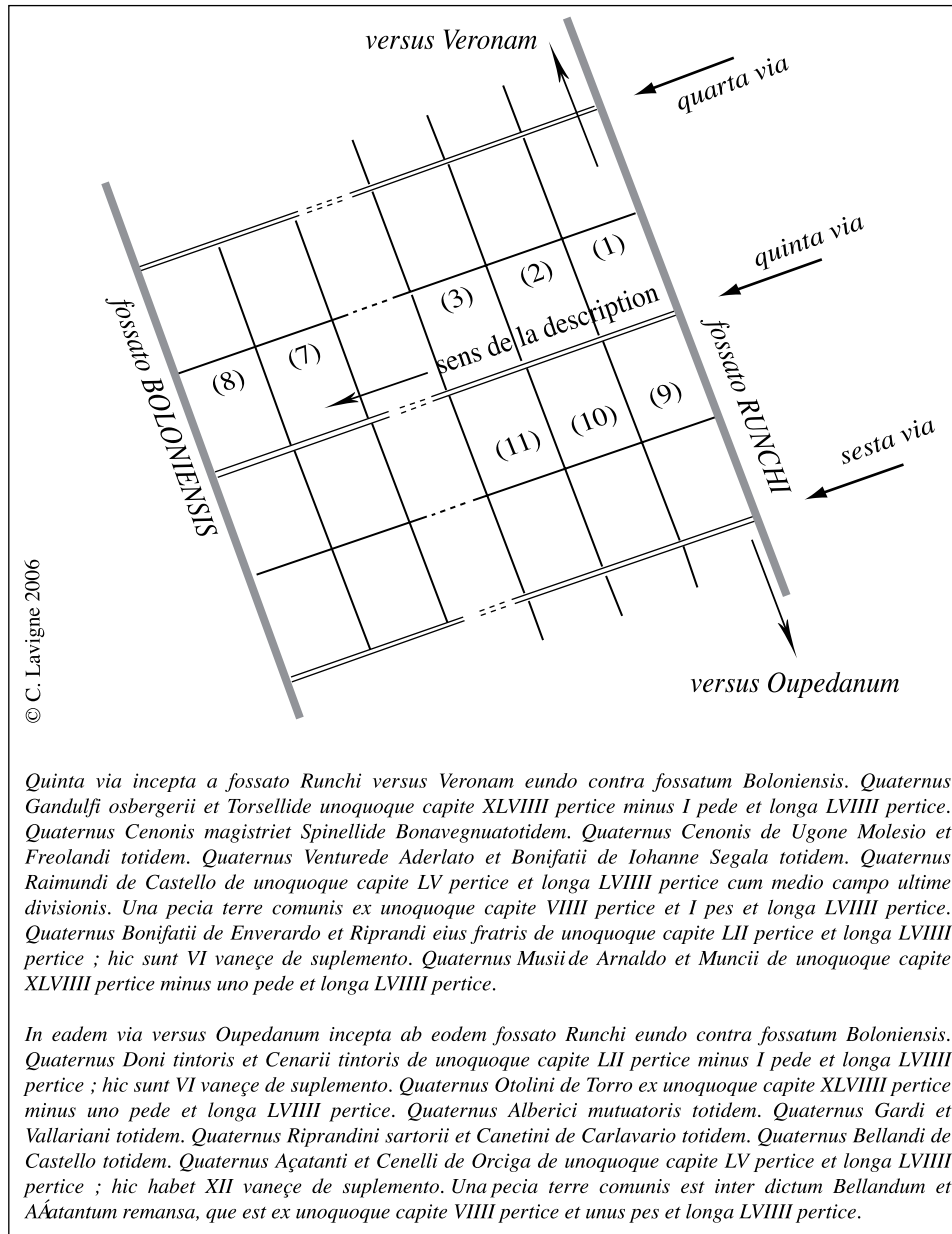 versus Veronam
quarta via
quinta via
sesta via
(1)
(2)
(3)
sens de la description
(7)
(8)
(9)
(10)
(11)
fossato BOLONIENSIS
fossato RUNCHI
versus Oupedanum
© C. Lavigne 2006
Quinta via incepta a fossato Runchi versus Veronam eundo contra fossatum Boloniensis. Quaternus
Gandulfi osbergerii et Torsellide unoquoque capite XLVIIII pertice minus I pede et longa LVIIII pertice.
Quaternus Cenonis magistriet Spinellide Bonavegnuatotidem. Quaternus Cenonis de Ugone Molesio et
Freolandi totidem. Quaternus Venturede Aderlato et Bonifatii de Iohanne Segala totidem. Quaternus
Raimundi de Castello de unoquoque capite LV pertice et longa LVIIII pertice cum medio campo ultime
divisionis. Una pecia terre comunis ex unoquoque capite VIIII pertice et I pes et longa LVIIII pertice.
Quaternus Bonifatii de Enverardo et Riprandi eius fratris de unoquoque capite LII pertice et longa LVIIII
pertice ; hic sunt VI vaneçe de suplemento. Quaternus Musii de Arnaldo et Muncii de unoquoque capite
XLVIIII pertice minus uno pede et longa LVIIII pertice.
In eadem via versus Oupedanum incepta ab eodem fossato Runchi eundo contra fossatum Boloniensis.
Quaternus Doni tintoris et Cenarii tintoris de unoquoque capite LII pertice minus I pede et longa LVIIII
pertice ; hic sunt VI vaneçe de suplemento. Quaternus Otolini de Torro ex unoquoque capite XLVIIII pertice
minus uno pede et longa LVIIII pertice. Quaternus Alberici mutuatoris totidem. Quaternus Gardi et
Vallariani totidem. Quaternus Riprandini sartorii et Canetini de Carlavario totidem. Quaternus Bellandi de
Castello totidem. Quaternus Açatanti et Cenelli de Orciga de unoquoque capite LV pertice et longa LVIIII
pertice ; hic habet XII vaneçe de suplemento. Una pecia terre comunis est inter dictum Bellandum et
remansa, que est ex unoquoque capite VIIII pertice et unus pes et longa LVIIII pertice.